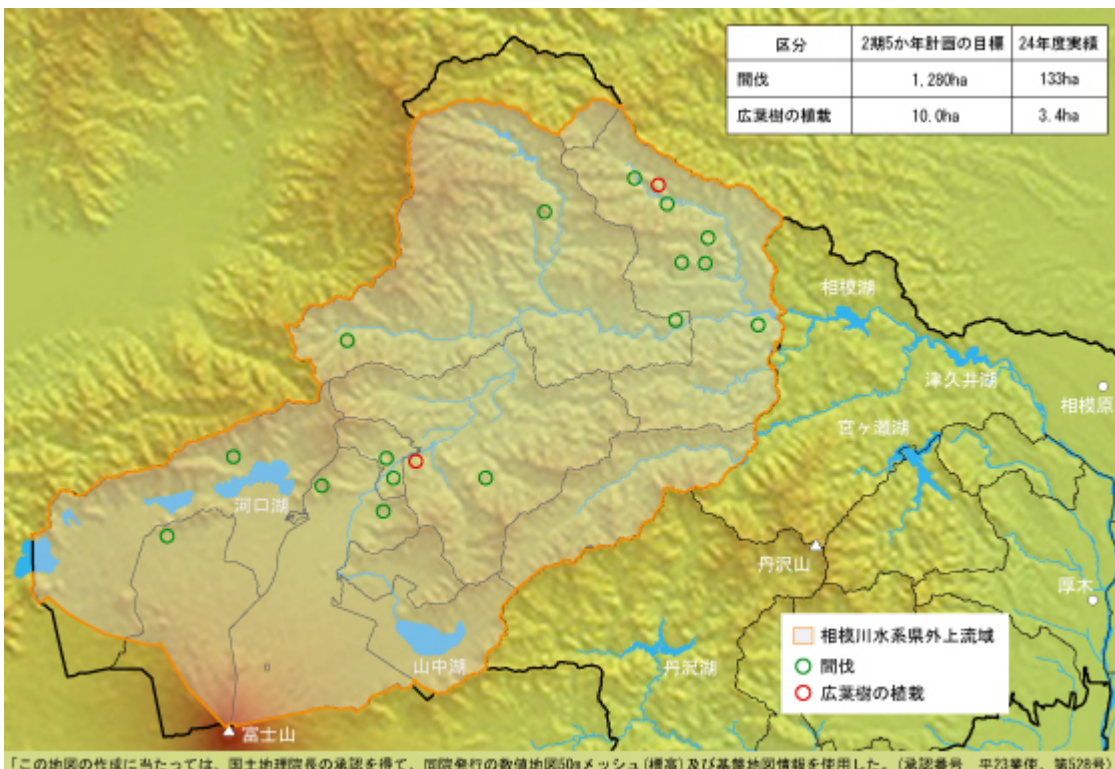 区分 2期5か年計画の目標 24年度実績
間伐 1,280ha 133ha
広葉樹の植栽 10.0ha 3.4ha
相模湖
津久井湖
相模原
宮ヶ瀬湖
河口湖
丹沢山
厚木
相模川水系県外上流域
間伐
広葉樹の植栽
山中湖
丹沢湖
富士山
「この地図の作成に当たっては、国土地理院長の承認を得て、同院発行の数値地図50mメッシュ(標高)及び基盤地図情報を使用した。(承認番号 平23業使、第528号)